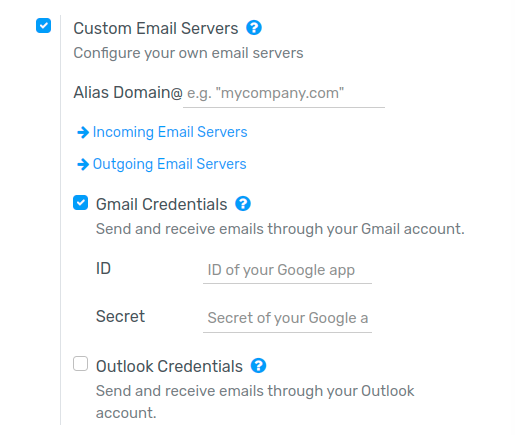 Custom Email Servers ?
Configure your own email servers
Alias Domain@ e.g. "mycompany.com"
Incoming Email Servers
Outgoing Email Servers
Gmail Credentials ?
Send and receive emails through your Gmail account.
ID ID of your Google app
Secret Secret of your Google a
Outlook Credentials ?
Send and receive emails through your Outlook
account.